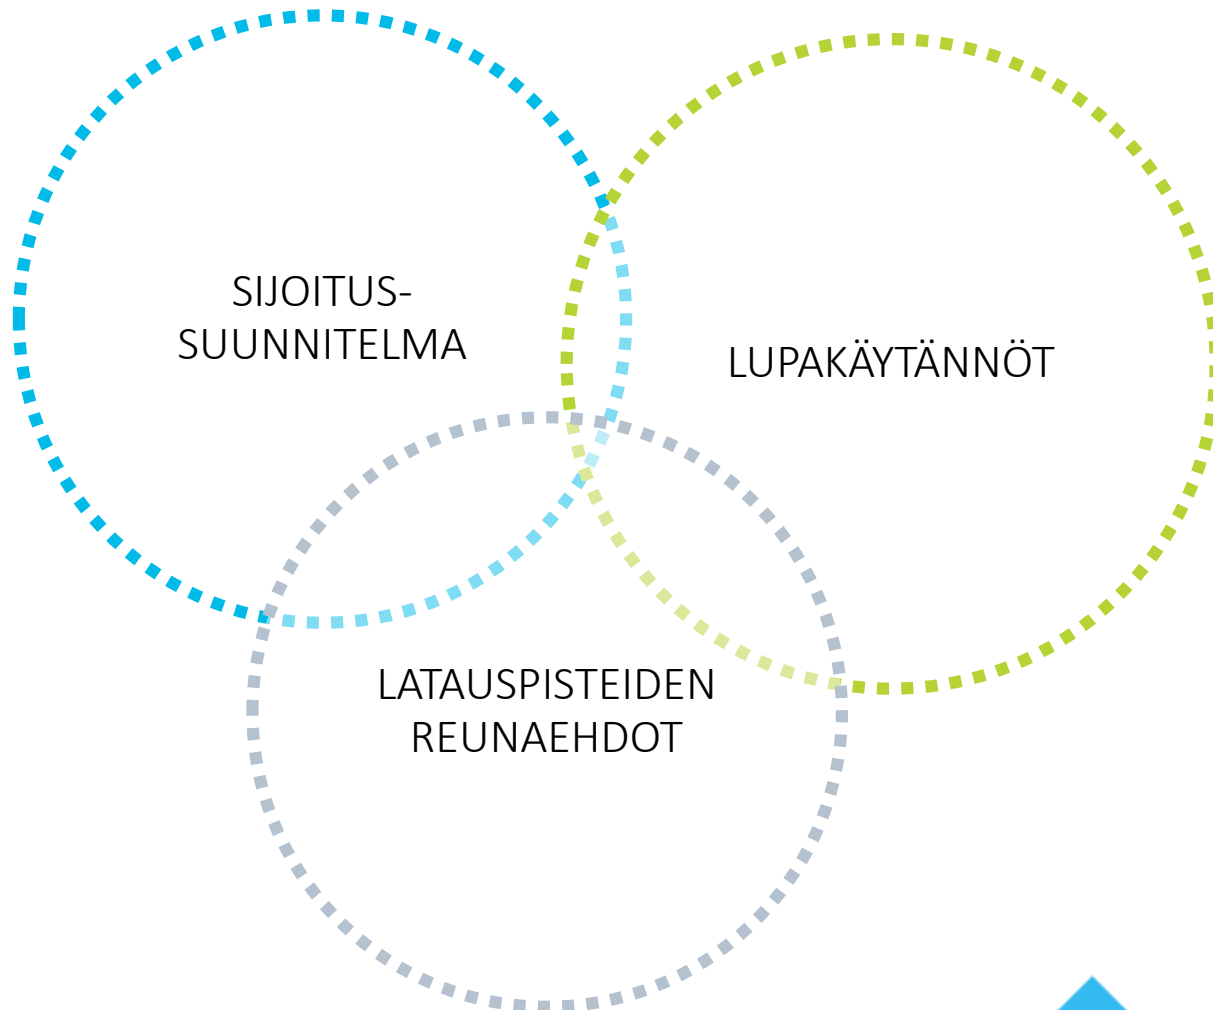 SIJOITUS-
SUUNNITELMA
LUPAKÄYTÄNNÖT
LATAUSPISTEIDEN
REUNAEHDOT